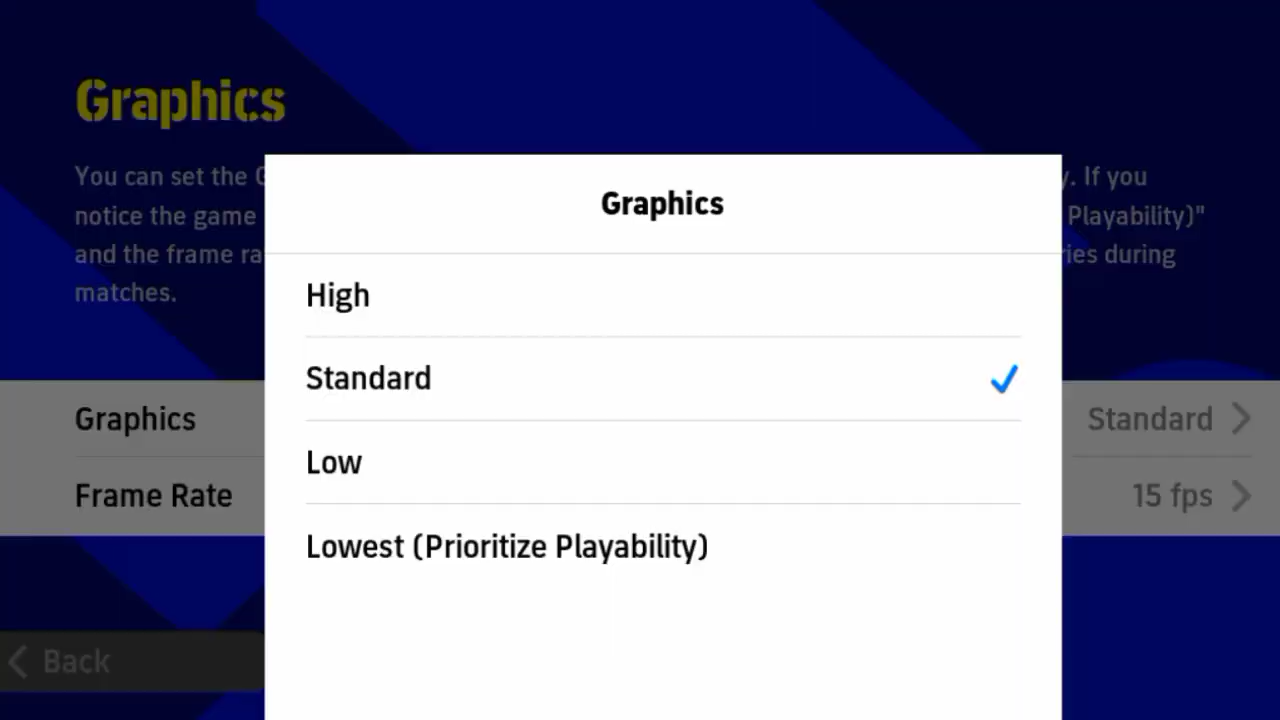 Graphics
You can set the
y. If you
notice the game
Playability)"
and the frame ra
ries during
matches.
Graphics
High
Standard
Low
Lowest (Prioritize Playability)
Graphics
Standard
Frame Rate
15 fps
Back